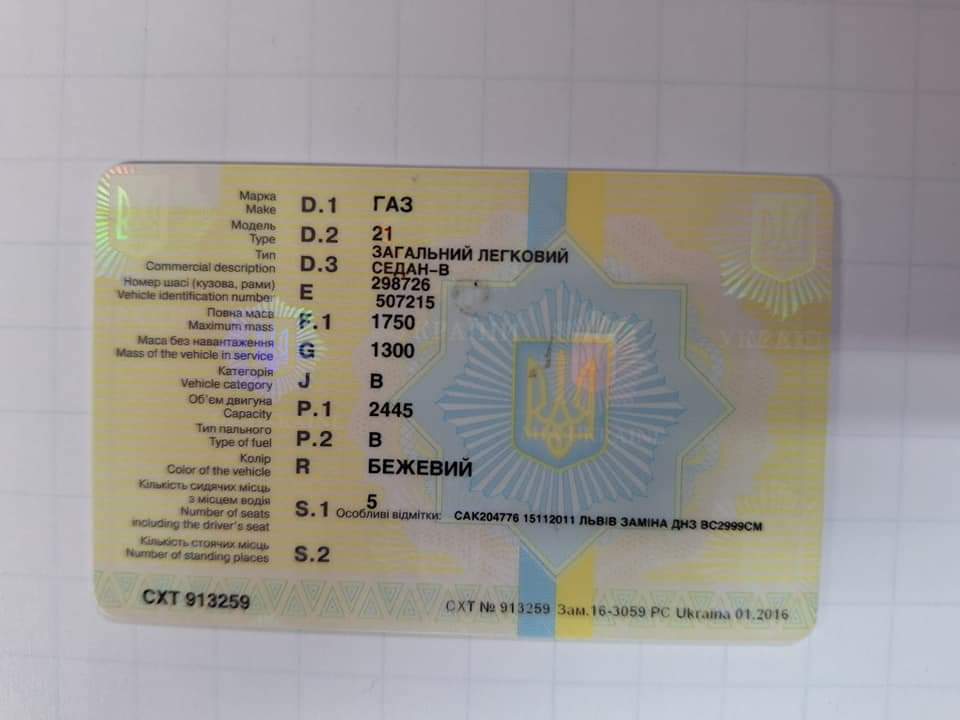 Марка D.1 ГАЗ
Make
Модель D.2 21
Type
Тип D.3 ЗАГАЛЬНИЙ ЛЕГКОВИЙ
Commercial description СЕДАН-В
Номер шасі (кузова, рами) E 298726
Vehicle identification number 507215
Повна маса F.1 1750
Maximum mass
Маса без навантаження G 1300
Mass of the vehicle in service
Категорія J B
Vehicle category
Об'єм двигуна P.1 2445
Capacity
Тип пального P.2 B
Type of fuel
Колір R БЕЖЕВИЙ
Color of the vehicle
Кількість сидячих місць 5
з місцем водія S.1 Особливі відмітки: САК204776 15112011 ЛЬВІВ ЗАМІНА ДНЗ ВС2999СМ
Number of seats
including the driver's seat
Кількість стоячих місць S.2
Number of standing places
СХТ 913259
СХТ № 913259 Зам.16-3059 РС Ukraina 01.2016